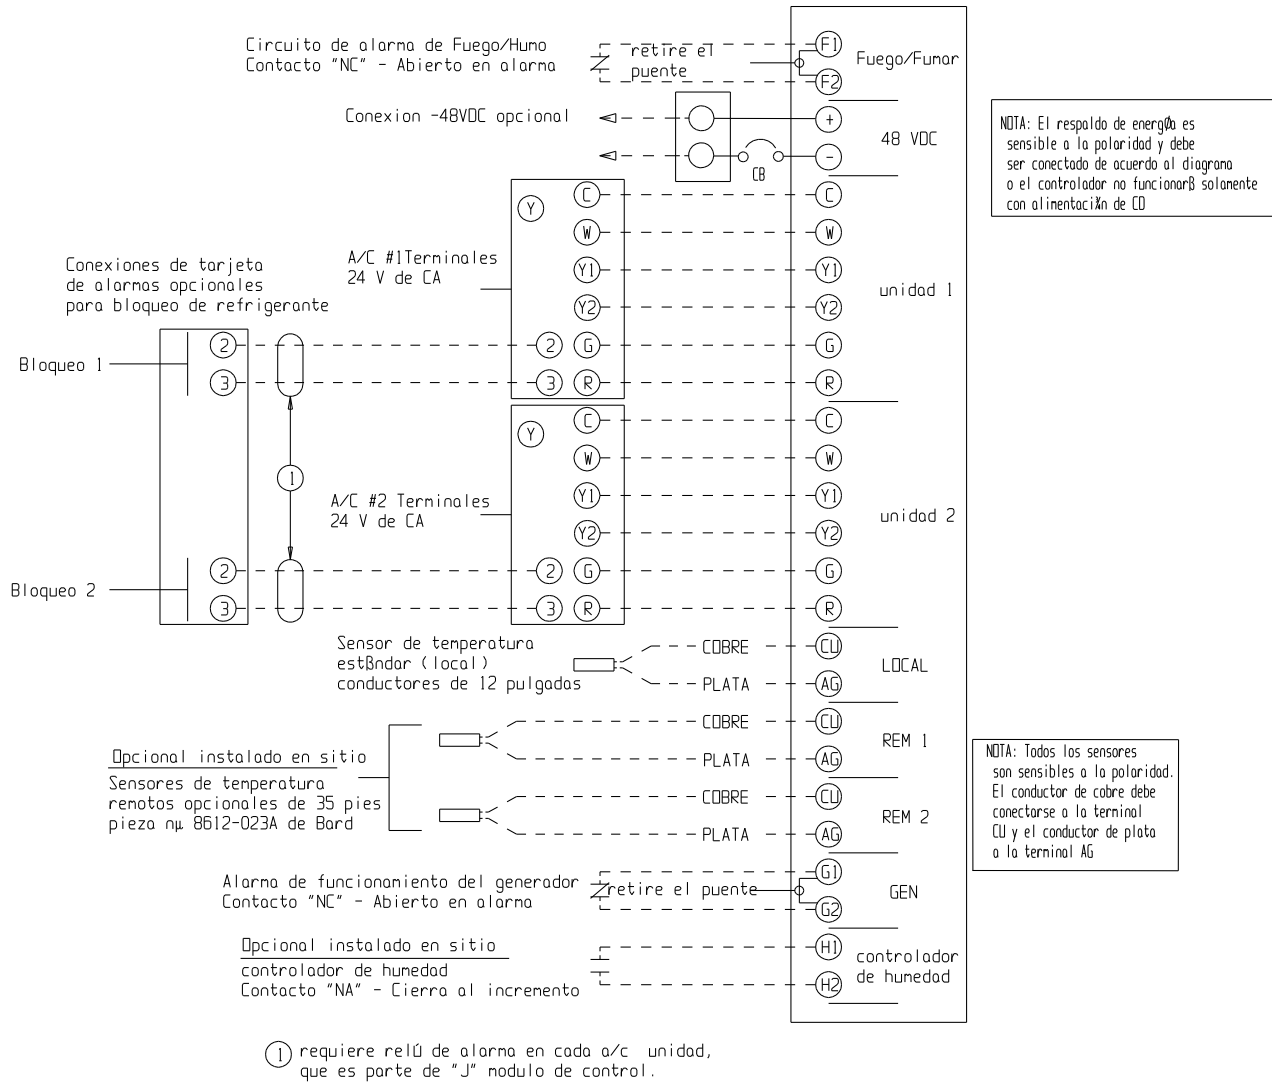 Circuito de alarma de Fuego/Humo
Contacto "NC" - Abierto en alarma
retire el
puente
F1
F2
Fuego/Fumar
Conexion -48VDC opcional
+
-
CB
48 VDC
NOTA: El respaldo de energØa es
sensible a la polaridad y debe
ser conectado de acuerdo al diagrama
o el controlador no funcionarß solamente
con alimentaci¾n de CD
Y
C
W
Y1
Y2
2 G
3 R
A/C #1Terminales
24 V de CA
C
W
Y1
Y2
G
R
unidad 1
Conexiones de tarjeta
de alarmas opcionales
para bloqueo de refrigerante
Bloqueo 1
2
3
1
Y
C
W
Y1
Y2
2 G
3 R
A/C #2 Terminales
24 V de CA
C
W
Y1
Y2
G
R
unidad 2
Bloqueo 2
2
3
Sensor de temperatura
estßndar (local)
conductores de 12 pulgadas
COBRE
PLATA
CU
AG
LOCAL
Opcional instalado en sitio
Sensores de temperatura
remotos opcionales de 35 pies
pieza nµ 8612-023A de Bard
COBRE
PLATA
CU
AG
REM 1
COBRE
PLATA
CU
AG
REM 2
NOTA: Todos los sensores
son sensibles a la polaridad.
El conductor de cobre debe
conectarse a la terminal
CU y el conductor de plata
a la terminal AG
Alarma de funcionamiento del generador
Contacto "NC" - Abierto en alarma
retire el puente
G1
G2
GEN
Opcional instalado en sitio
controlador de humedad
Contacto "NA" - Cierra al incremento
H1
H2
controlador
de humedad
1 requiere relÚ de alarma en cada a/c unidad,
que es parte de "J" modulo de control.